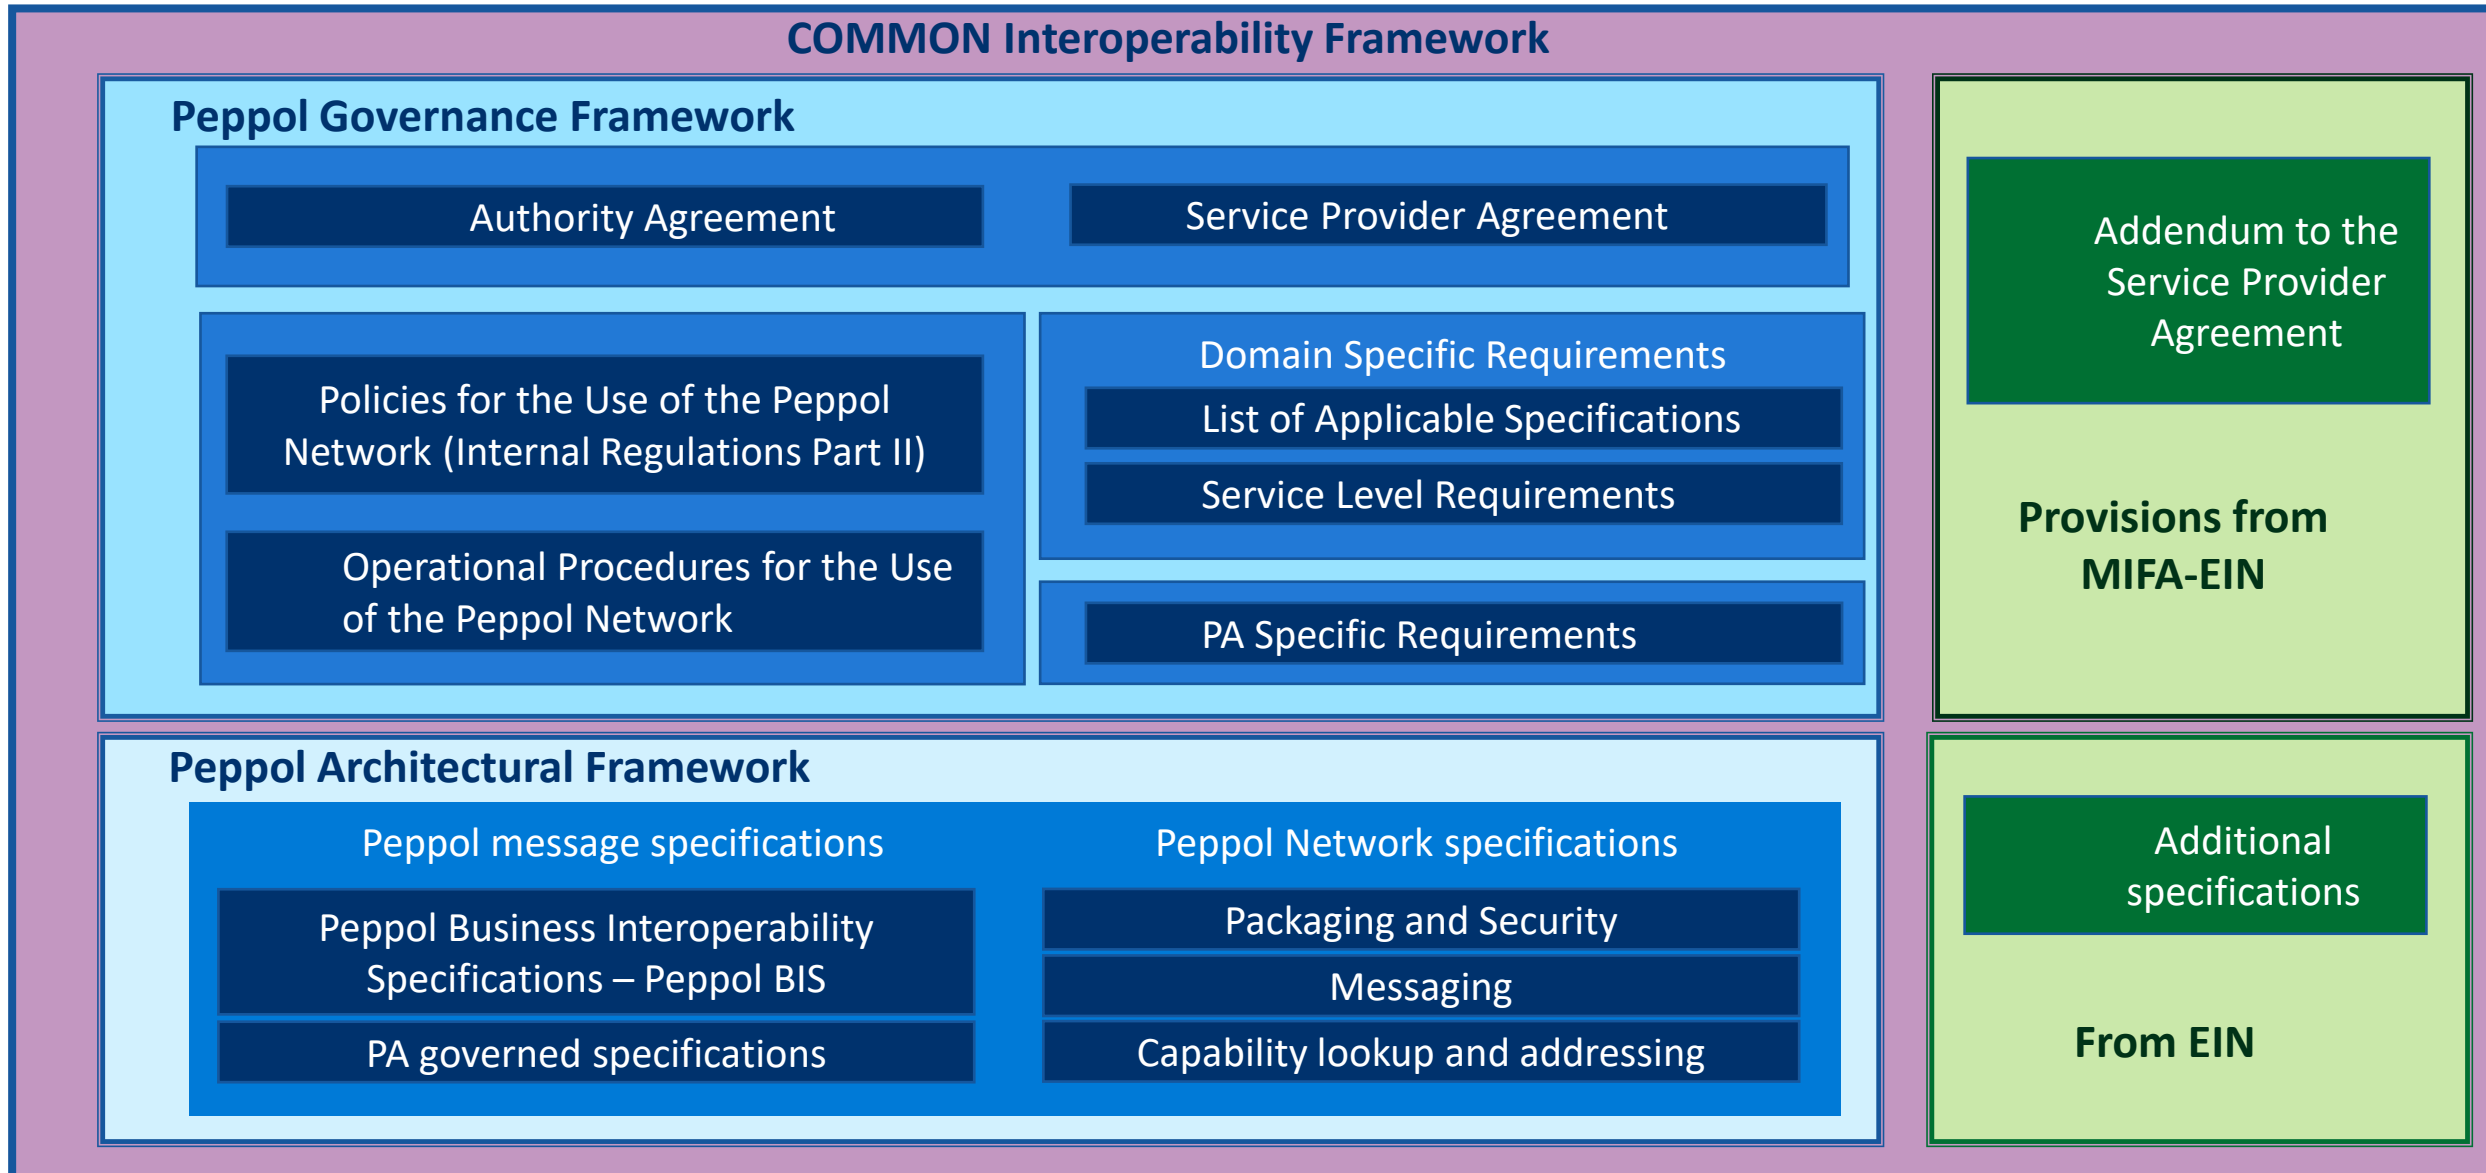 COMMON Interoperability Framework
Peppol Governance Framework
Authority Agreement
Service Provider Agreement
Policies for the Use of the Peppol
Network (Internal Regulations Part II)
Operational Procedures for the Use
of the Peppol Network
Domain Specific Requirements
List of Applicable Specifications
Service Level Requirements
PA Specific Requirements
Addendum to the
Service Provider
Agreement
Provisions from
MIFA-EIN
Peppol Architectural Framework
Peppol message specifications
Peppol Business Interoperability
Specifications – Peppol BIS
PA governed specifications
Peppol Network specifications
Packaging and Security
Messaging
Capability lookup and addressing
Additional
specifications
From EIN